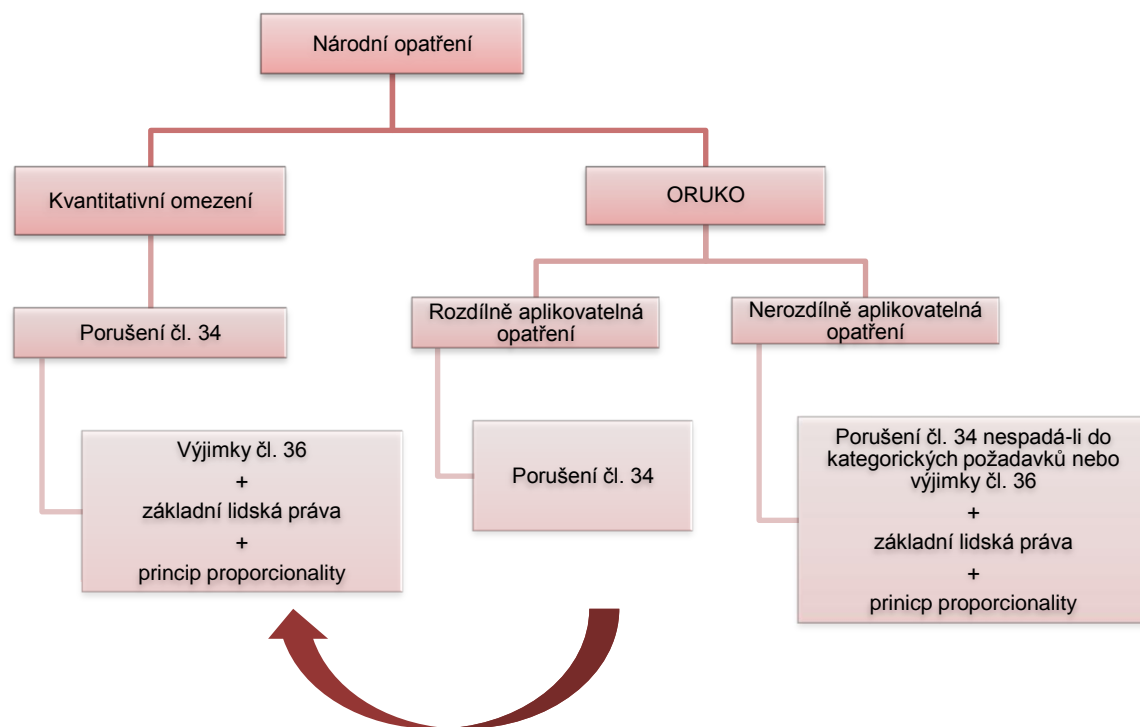 Národní opatření
Kvantitativní omezení
ORUKO
Porušení čl. 34
Rozdílně aplikovatelná
opatření
Nerozdílně aplikovatelná
opatření
Výjimky čl. 36
+
základní lidská práva
+
princip proporcionality
Porušení čl. 34
Porušení čl. 34 nespadá-li do
kategorických požadavků nebo
výjimky čl. 36
+
základní lidská práva
+
prinicp proporcionality